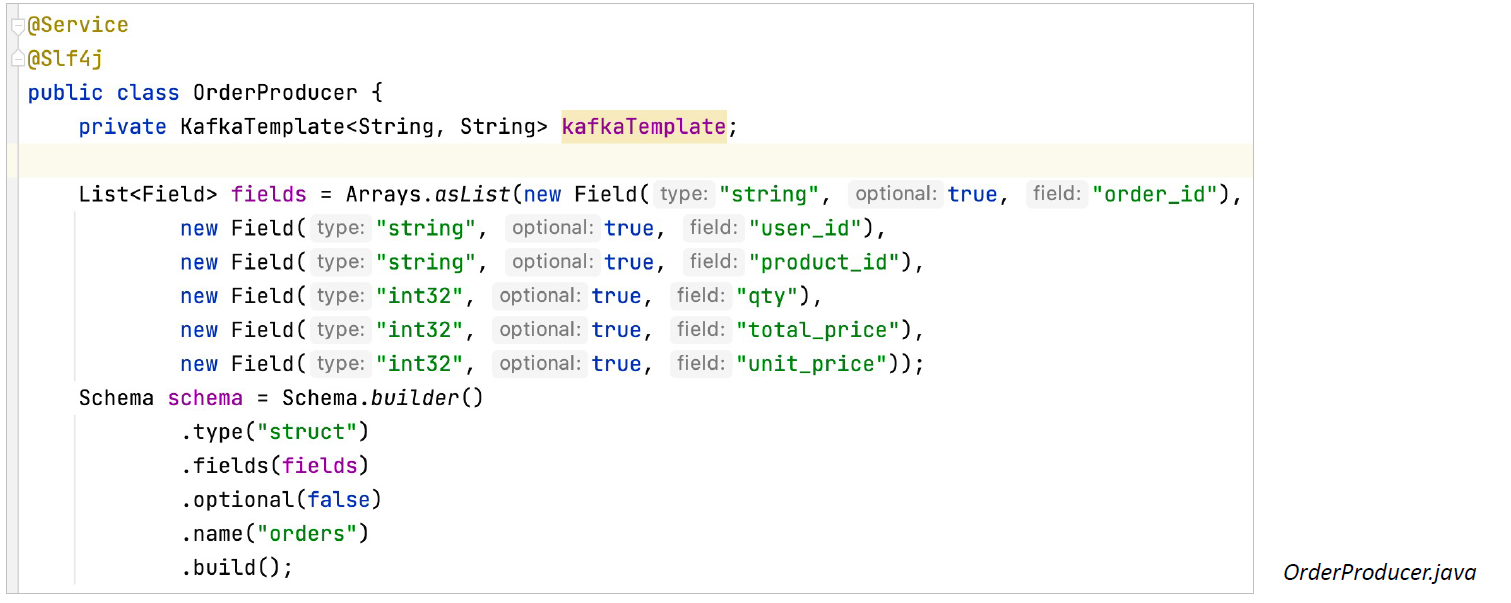 @Service
@Slf4j
public class OrderProducer {
private KafkaTemplate<String, String> kafkaTemplate;
List<Field> fields = Arrays.asList(new Field( type: "string", optional: true, field: "order_id"),
new Field( type: "string", optional: true, field: "user_id"),
new Field( type: "string", optional: true, field: "product_id"),
new Field( type: "int32", optional: true, field: "qty"),
new Field( type: "int32", optional: true, field: "total_price"),
new Field( type: "int32", optional: true, field: "unit_price"));
Schema schema = Schema.builder()
.type("struct")
.fields(fields)
.optional(false)
.name("orders")
.build();
OrderProducer.java